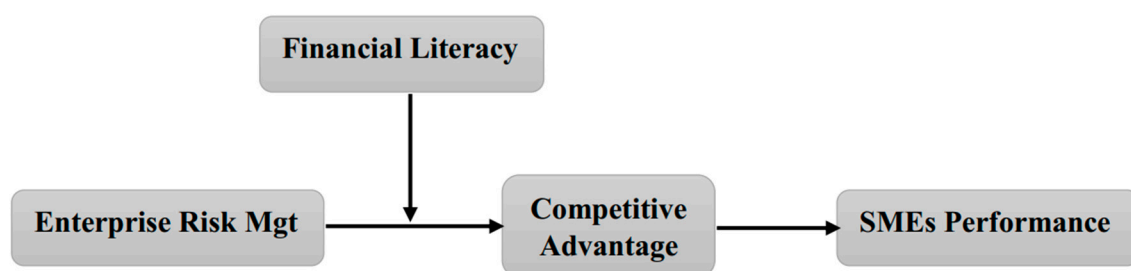 Financial Literacy
Enterprise Risk Mgt
Competitive
Advantage
SMEs Performance